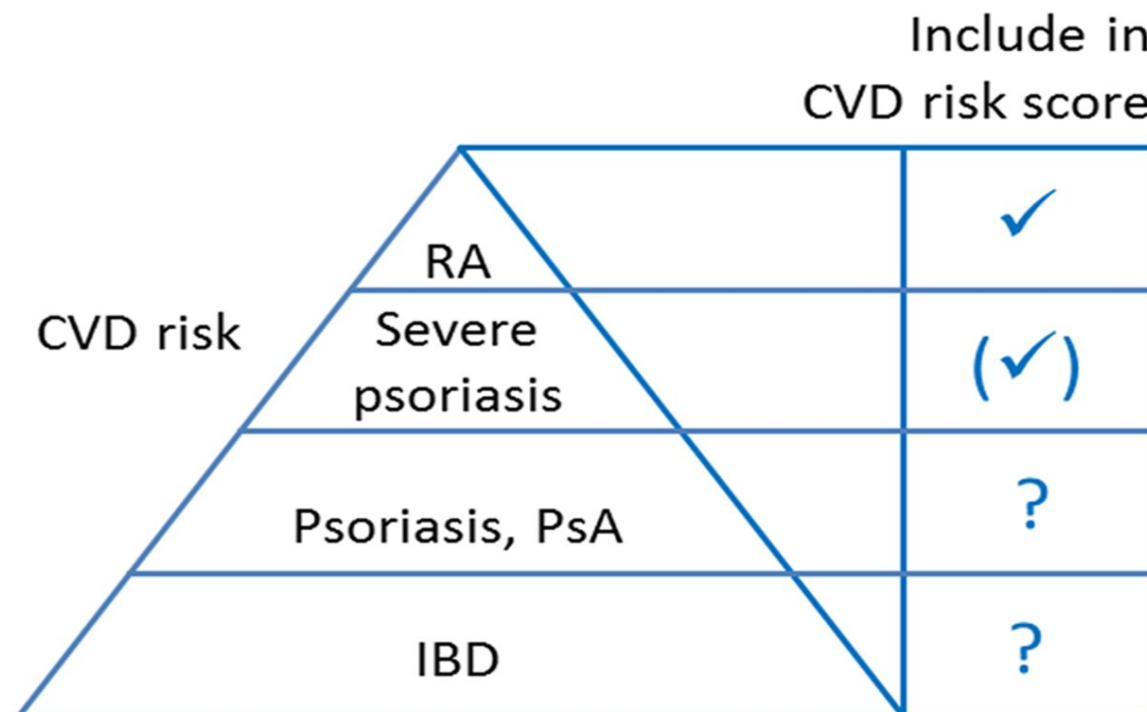 Include in
CVD risk score
✓
RA
CVD risk
Severe
psoriasis
(✓)
Psoriasis, PsA
?
IBD
?